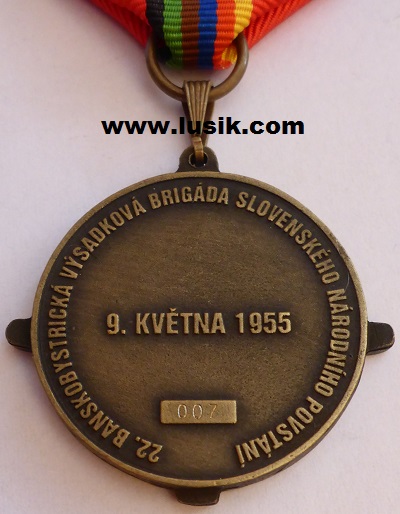 www.lusik.com
22. BANSKOBYSTRICKÁ VÝSADKOVÁ BRIGÁDA SLOVENSKÉHO NÁRODNÍHO POVSTÁNÍ
9. KVĚTNA 1955
007